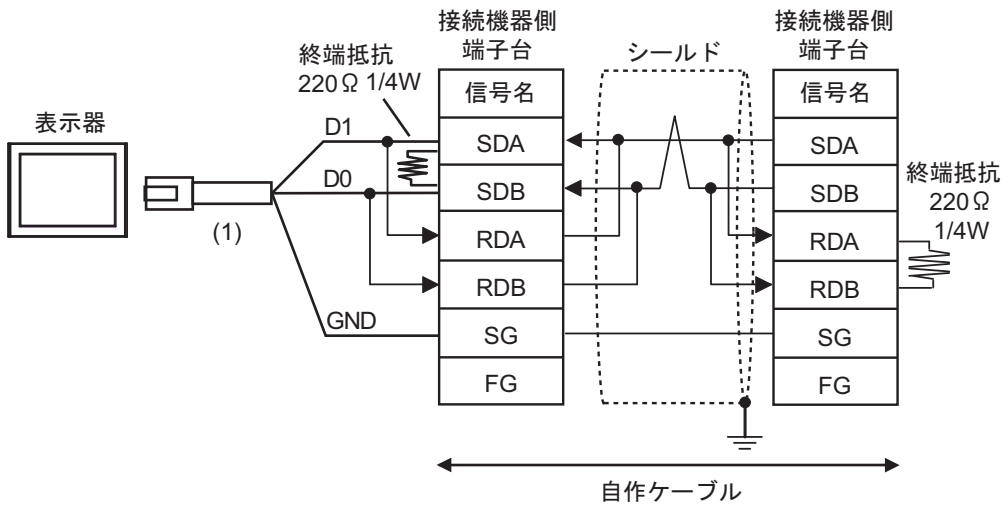 表示器
(1)
D1
D0
GND
終端抵抗
220Ω 1/4W
接続機器側
端子台
信号名
SDA
SDB
RDA
RDB
SG
FG
シールド
接続機器側
端子台
信号名
SDA
SDB
RDA
RDB
SG
FG
終端抵抗
220Ω
1/4W
自作ケーブル